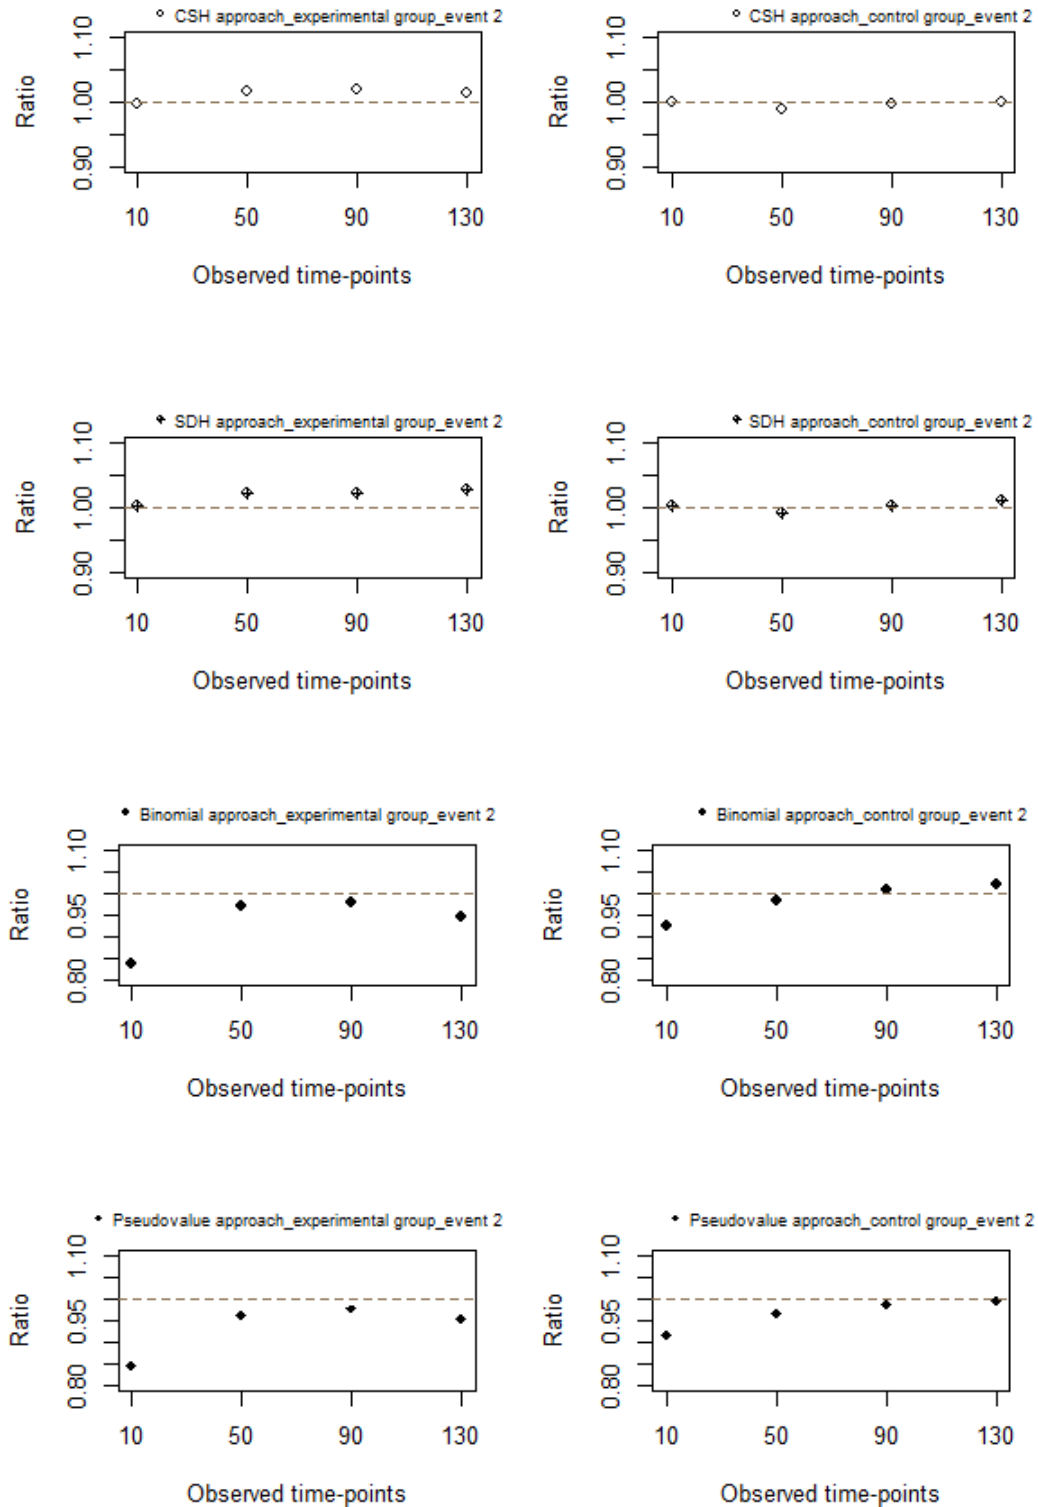 CSH approach_experimental group_event 2
CSH approach_control group_event 2
Ratio
0.90 1.00 1.10
10 50 90 130
Observed time-points
Ratio
0.90 1.00 1.10
10 50 90 130
Observed time-points
SDH approach_experimental group_event 2
SDH approach_control group_event 2
Ratio
0.90 1.00 1.10
10 50 90 130
Observed time-points
Ratio
0.90 1.00 1.10
10 50 90 130
Observed time-points
Binomial approach_experimental group_event 2
Binomial approach_control group_event 2
Ratio
0.80 0.95 1.10
10 50 90 130
Observed time-points
Ratio
0.80 0.95 1.10
10 50 90 130
Observed time-points
Pseudovalue approach_experimental group_event 2
Pseudovalue approach_control group_event 2
Ratio
0.80 0.95 1.10
10 50 90 130
Observed time-points
Ratio
0.80 0.95 1.10
10 50 90 130
Observed time-points